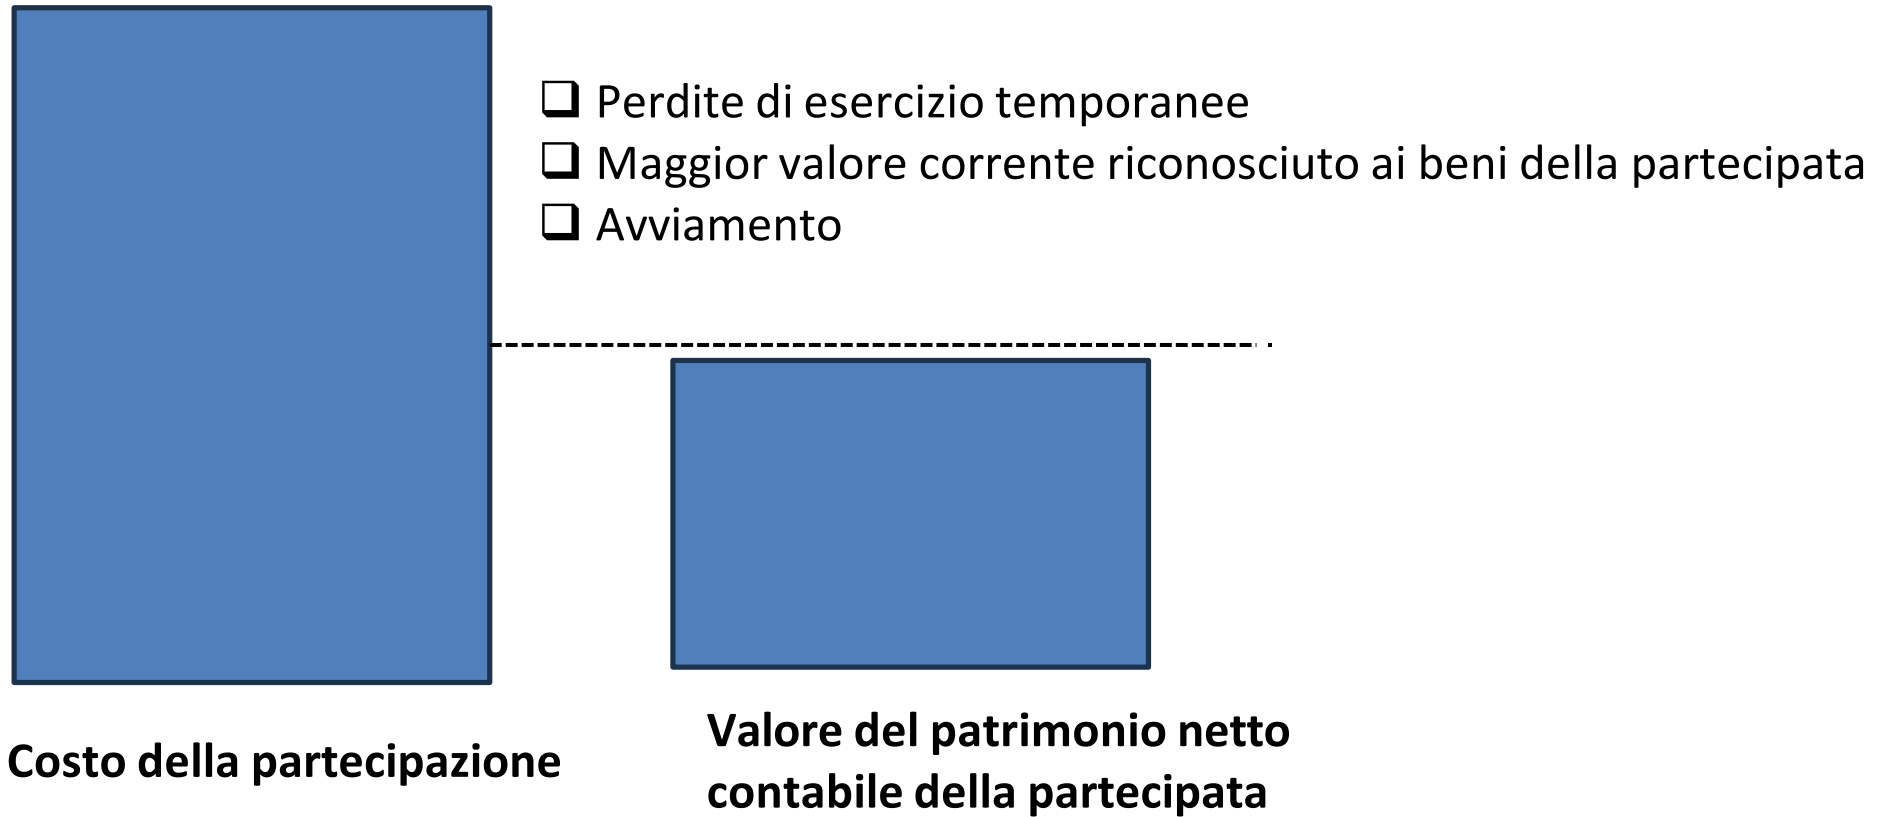 Perdite di esercizio temporanee
Maggior valore corrente riconosciuto ai beni della partecipata
Avviamento
Costo della partecipazione
Valore del patrimonio netto
contabile della partecipata